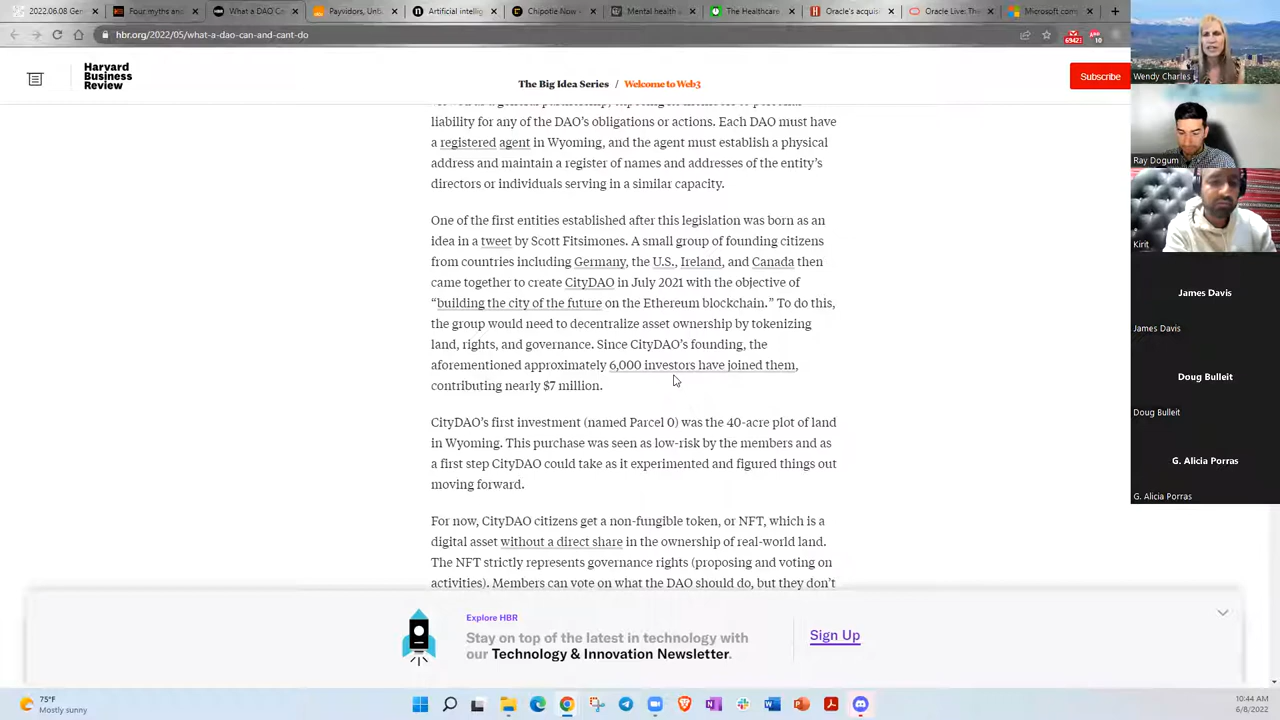 2022.06.08 Gene
Four myths and
What a DAO Can
Payvidors, Unti
Artificial intellig
Chipotle Now -
Mental health a
The Healthcare
Oracle's acquis
Oracle Live: The
Microsoft comp
hbr.org/2022/05/what-a-dao-can-and-cant-do
Harvard
Business
Review
The Big Idea Series / Welcome to Web3
Subscribe
liability for any of the DAO's obligations or actions. Each DAO must have
a registered agent in Wyoming, and the agent must establish a physical
address and maintain a register of names and addresses of the entity's
directors or individuals serving in a similar capacity.
One of the first entities established after this legislation was born as an
idea in a tweet by Scott Fitsimones. A small group of founding citizens
from countries including Germany, the U.S., Ireland, and Canada then
came together to create CityDAO in July 2021 with the objective of
“building the city of the future on the Ethereum blockchain.” To do this,
the group would need to decentralize asset ownership by tokenizing
land, rights, and governance. Since CityDAO's founding, the
aforementioned approximately 6,000 investors have joined them,
contributing nearly $7 million.
CityDAO's first investment (named Parcel 0) was the 40-acre plot of land
in Wyoming. This purchase was seen as low-risk by the members and as
a first step CityDAO could take as it experimented and figured things out
moving forward.
For now, CityDAO citizens get a non-fungible token, or NFT, which is a
digital asset without a direct share in the ownership of real-world land.
The NFT strictly represents governance rights (proposing and voting on
activities). Members can vote on what the DAO should do, but they don't
Explore HBR
Stay on top of the latest in technology with
our Technology & Innovation Newsletter.
Sign Up
Wendy Charles
Ray Dogum
Kirit
James Davis
James Davis
Doug Bulleit
Doug Bulleit
G. Alicia Porras
G. Alicia Porras
75°F
Mostly sunny
10:44 AM
6/8/2022